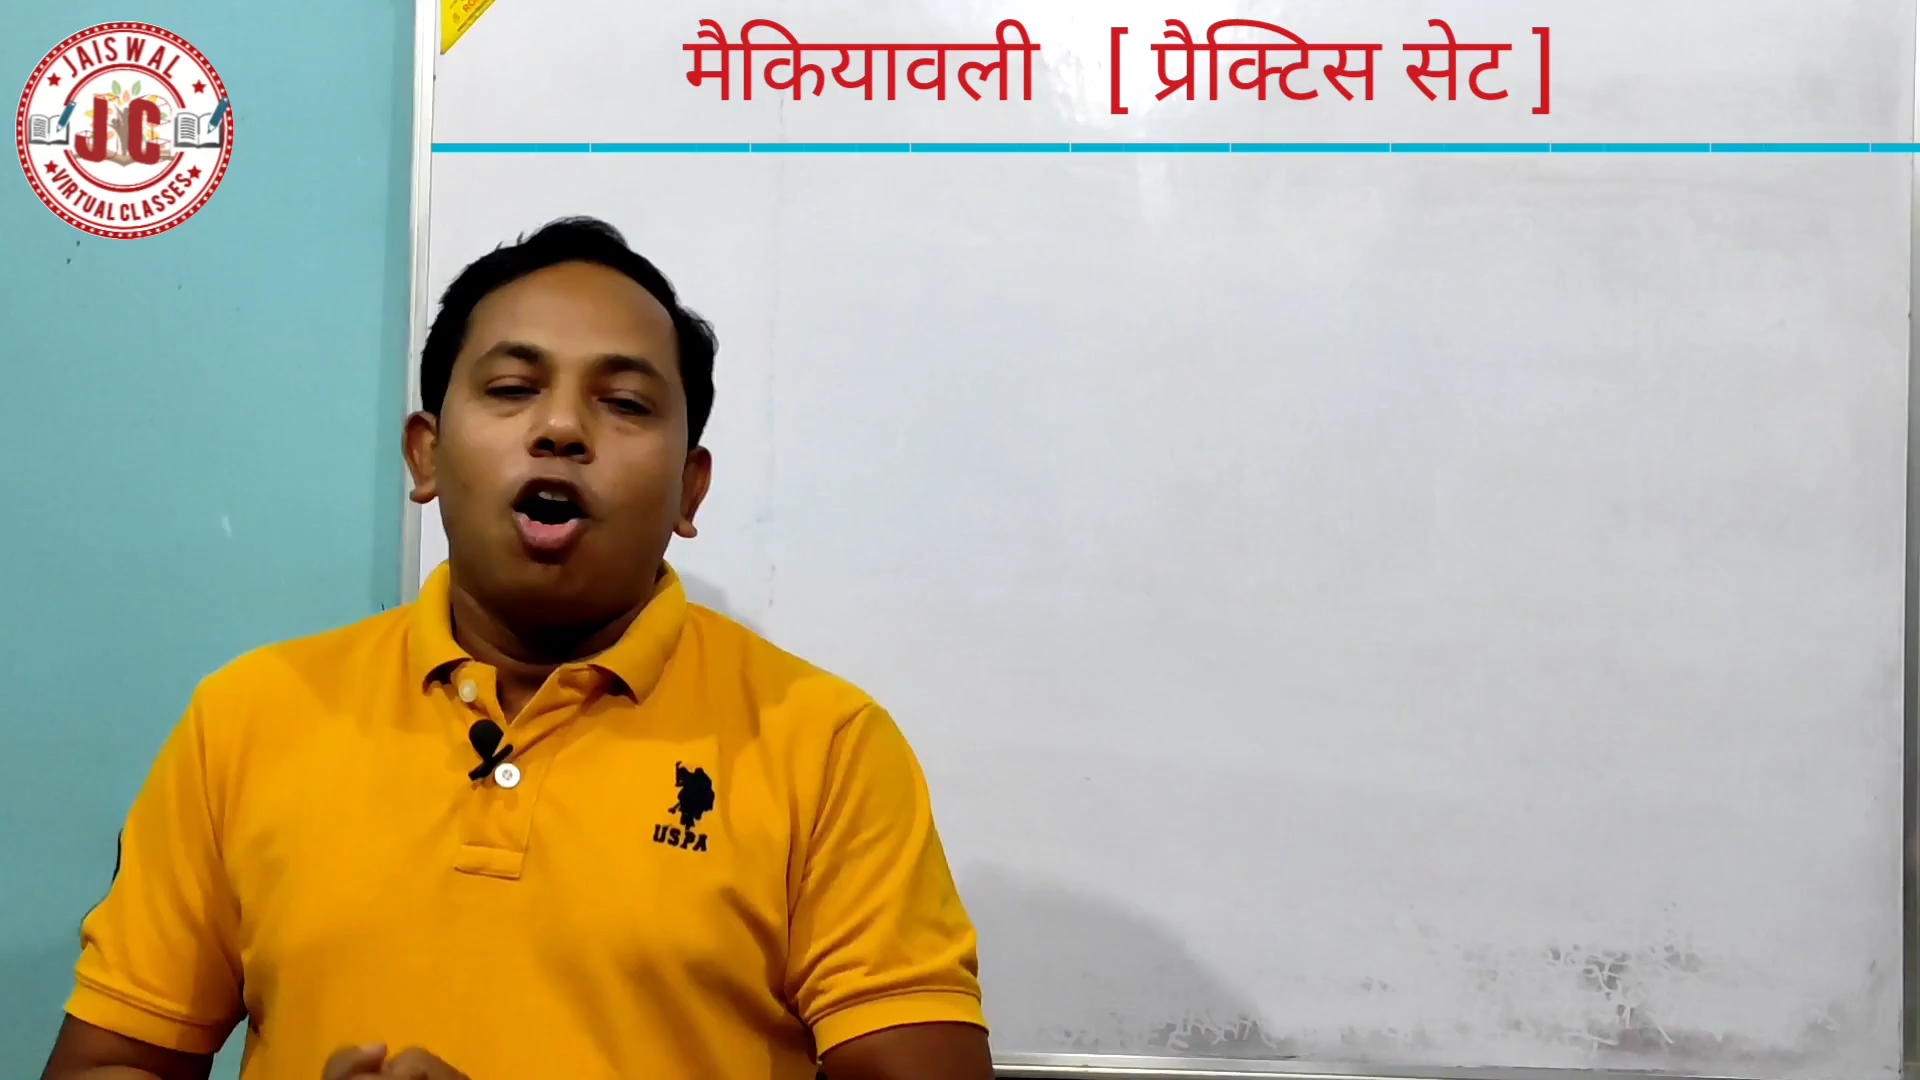 मैकियावली [ प्रैक्टिस सेट ]
JAISWAL
JC
VIRTUAL CLASSES
USPA